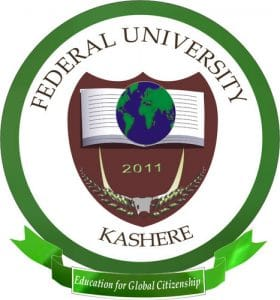 FEDERAL UNIVERSITY
2011
KASHERE
Education for Global Citizenship